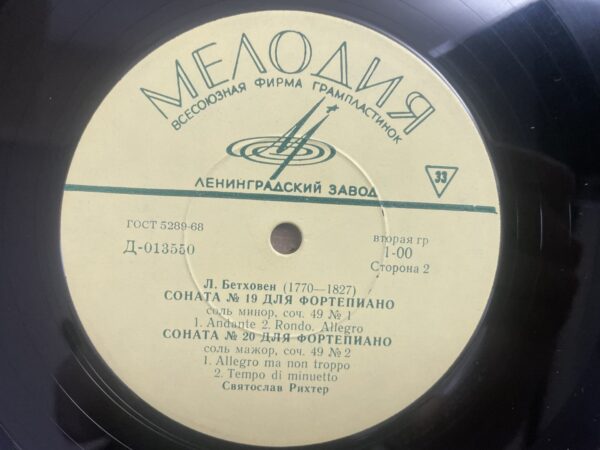 МЕЛОДИЯ
ВСЕСОЮЗНАЯ ФИРМА ГРАМПЛАСТИНОК
ЛЕНИНГРАДСКИЙ ЗАВОД
33
ГОСТ 5289-68
Д-013550
вторая гр
1-00
Сторона 2
Л. Бетховен (1770—1827)
СОНАТА № 19 ДЛЯ ФОРТЕПИАНО
соль минор, соч. 49 № 1
1. Andante 2. Rondo. Allegro
СОНАТА № 20 ДЛЯ ФОРТЕПИАНО
соль мажор, соч. 49 № 2
1. Allegro ma non troppo
2. Tempo di minuetto
Святослав Рихтер